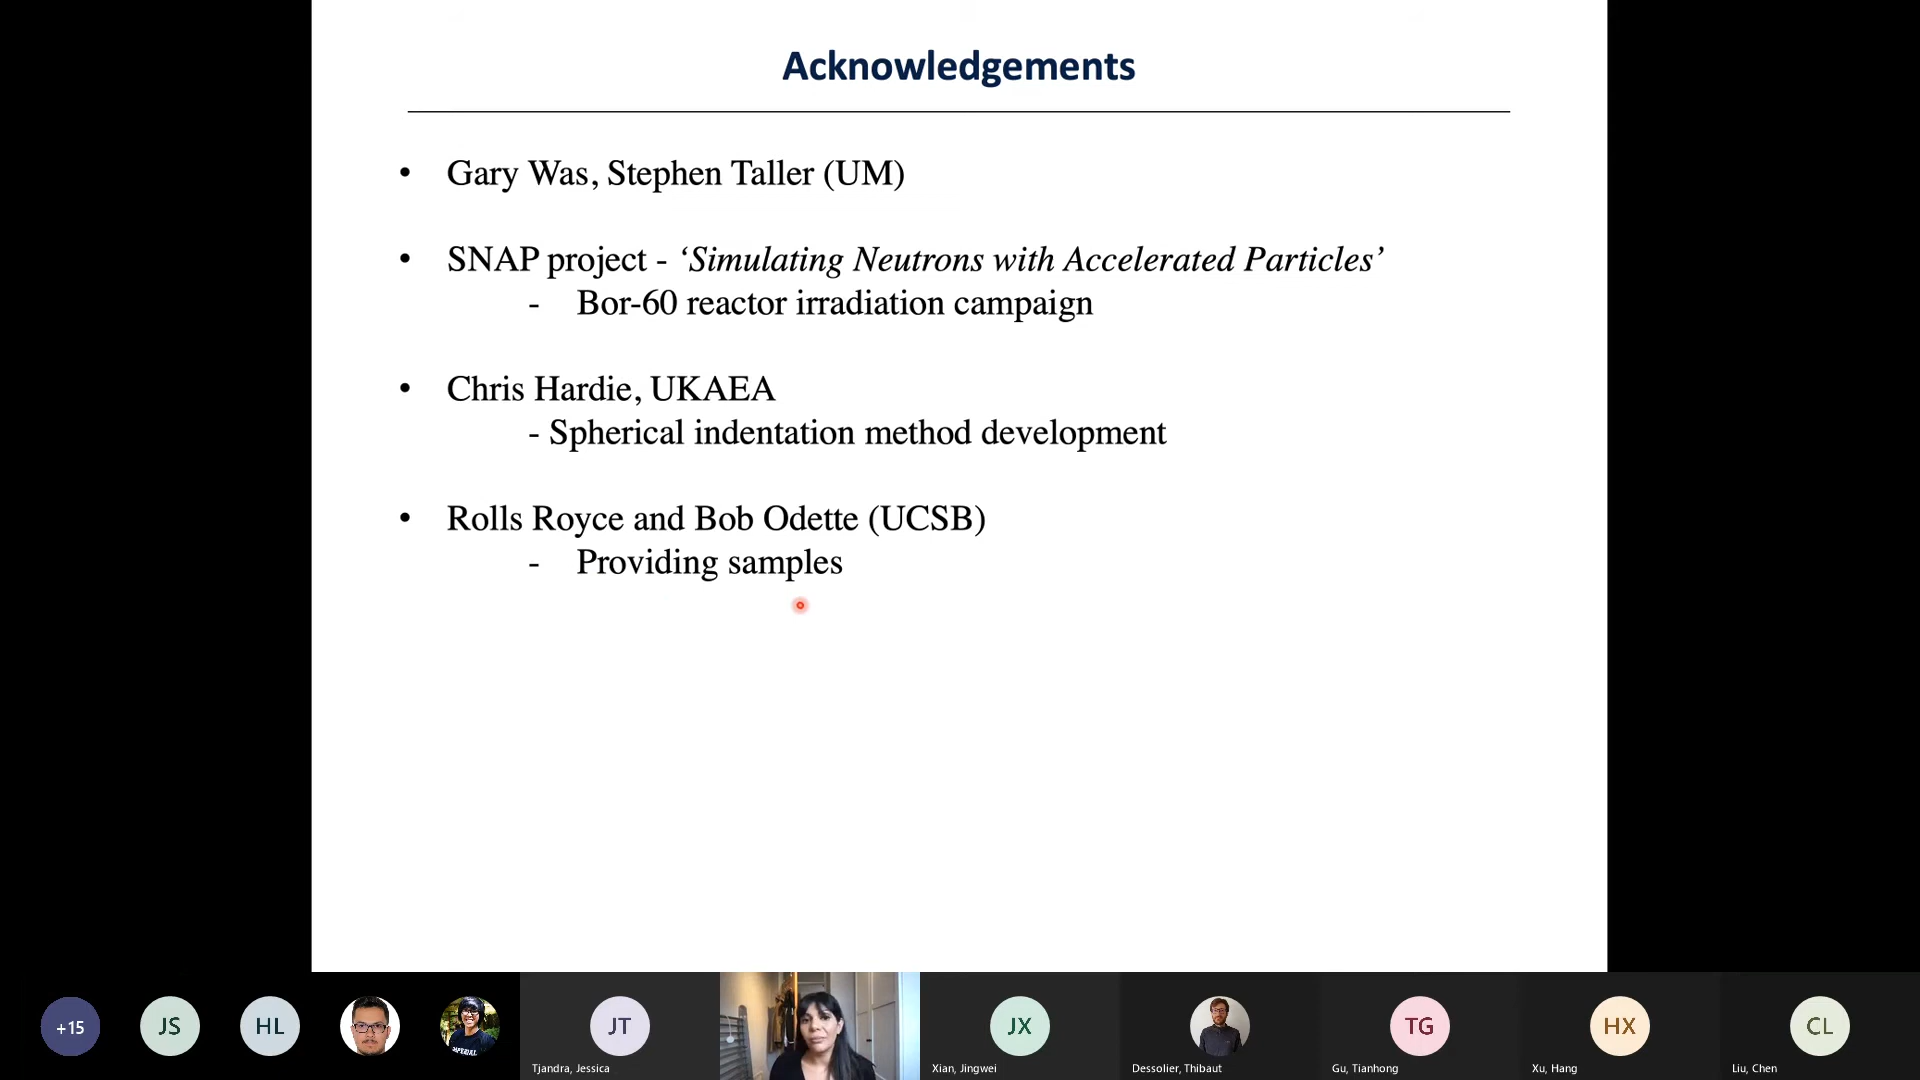 Acknowledgements
• Gary Was, Stephen Taller (UM)
• SNAP project - ‘Simulating Neutrons with Accelerated Particles’
- Bor-60 reactor irradiation campaign
• Chris Hardie, UKAEA
- Spherical indentation method development
• Rolls Royce and Bob Odette (UCSB)
- Providing samples
+15
JS
HL
IMPERIAL
JT
JX
TG
HX
CL
Tjandra, Jessica
Xian, Jingwei
Dessolier, Thibaut
Gu, Tianhong
Xu, Hang
Liu, Chen